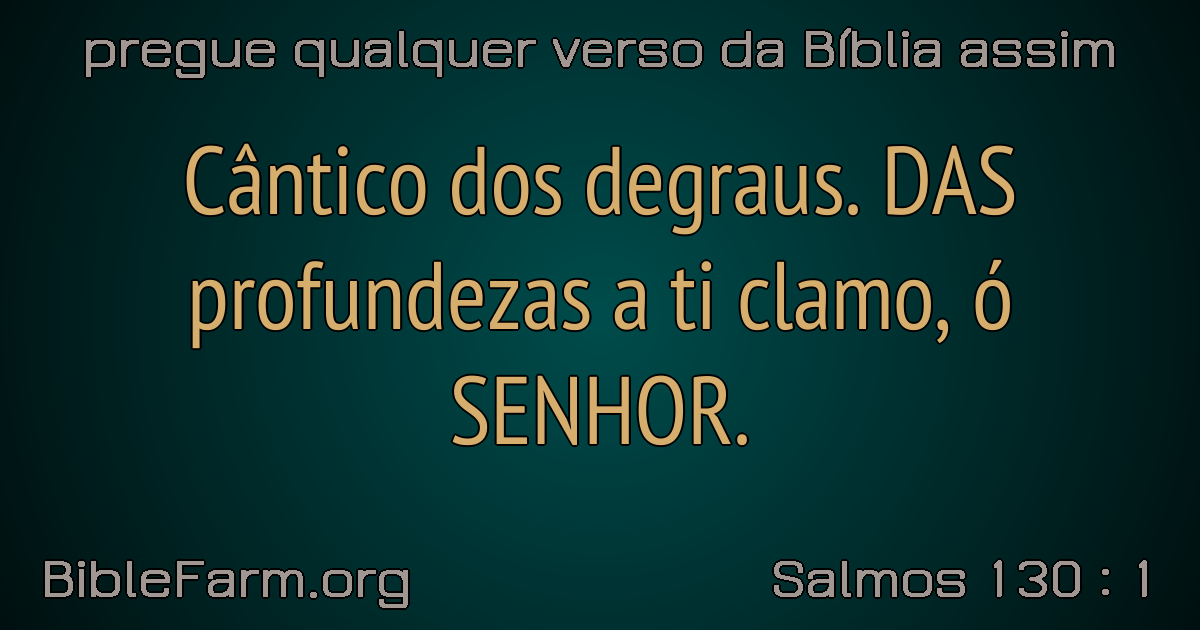 pregue qualquer verso da Bíblia assim
Cântico dos degraus. DAS
profundezas a ti clamo, ó
SENHOR.
BibleFarm.org
Salmos 130 : 1